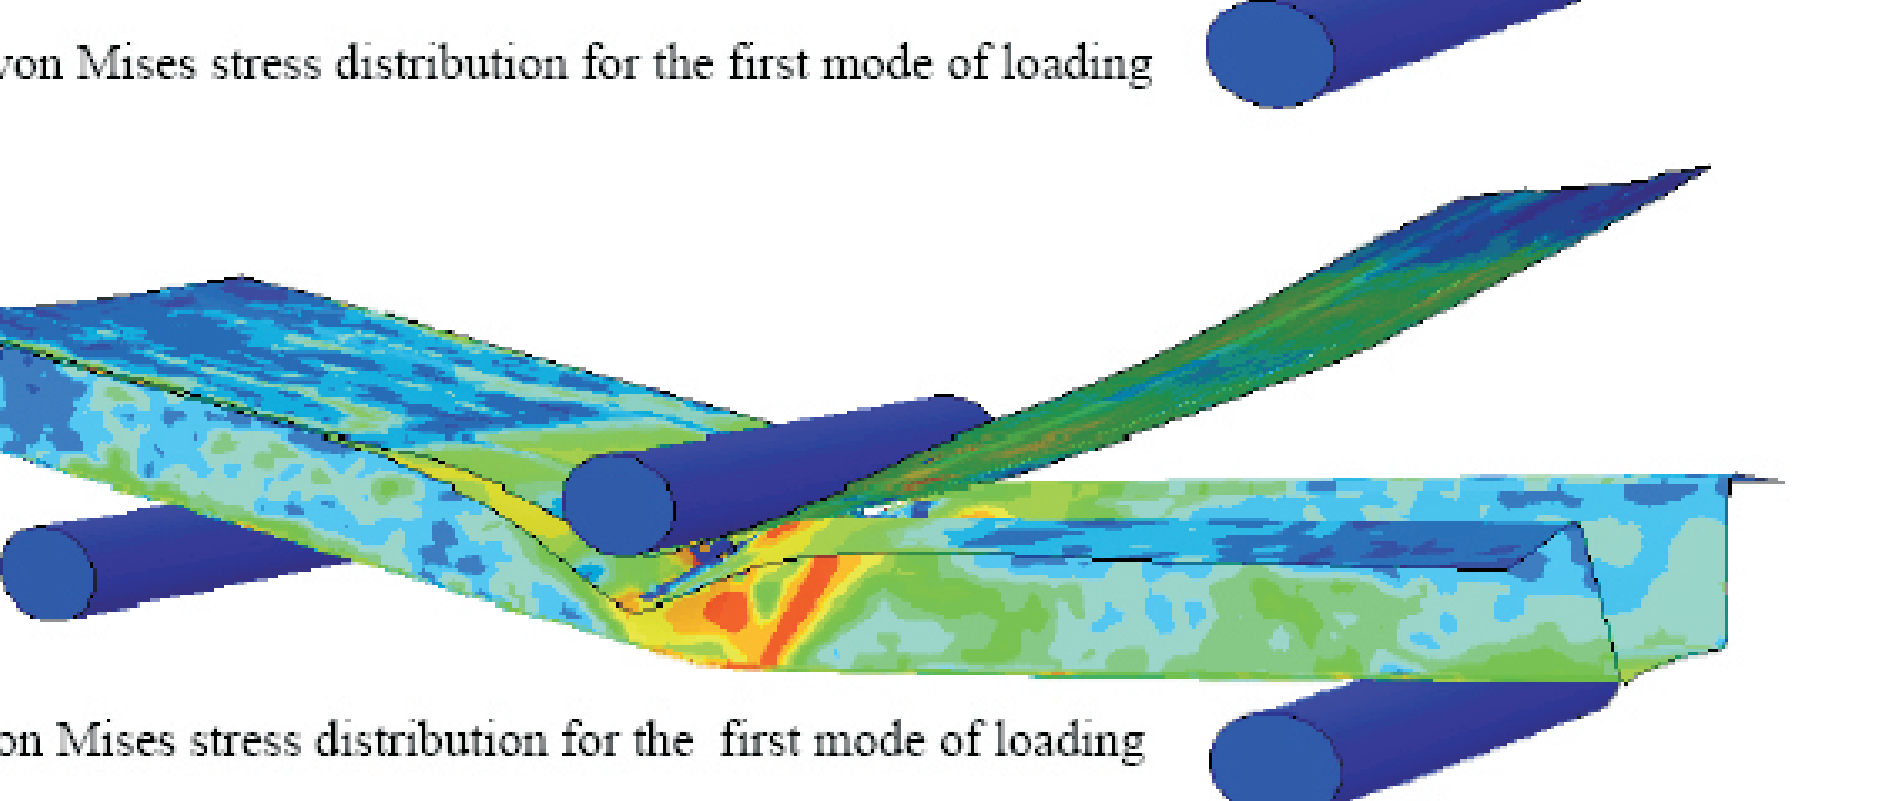 von Mises stress distribution for the first mode of loading
on Mises stress distribution for the first mode of loading